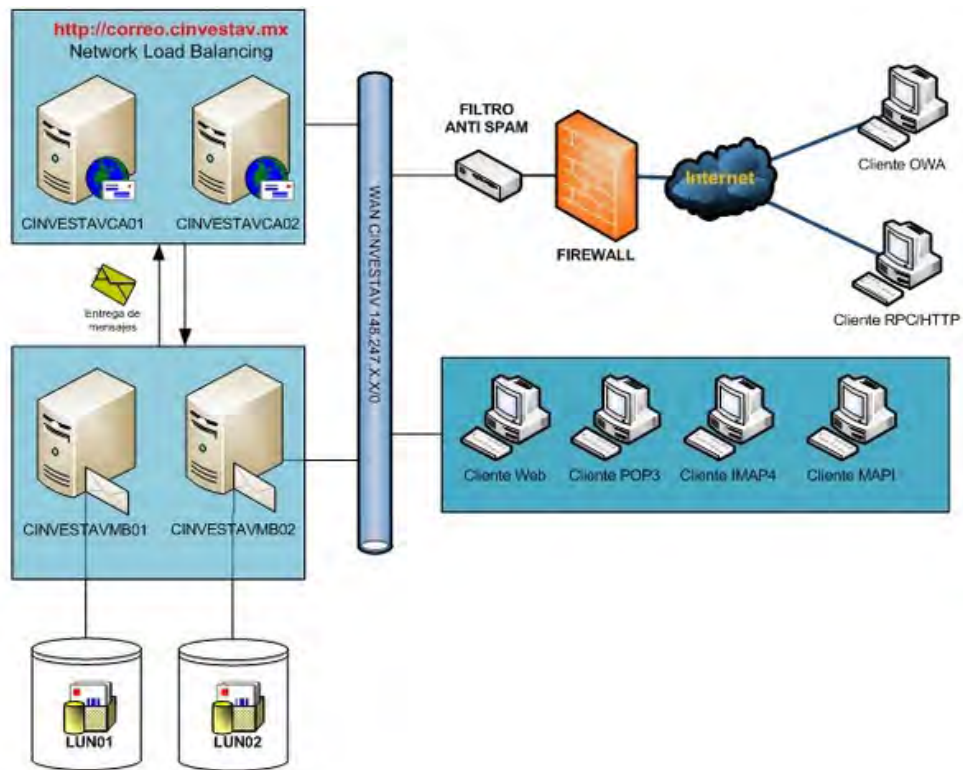 http://correo.cinvestav.mx
Network Load Balancing
CINVESTAVCA01
CINVESTAVCA02
Entrega de
mensajes
CINVESTAVMB01
CINVESTAVMB02
LUN01
LUN02
WAN CINVESTAV 148.247.X.X/0
FILTRO
ANTI SPAM
FIREWALL
Internet
Cliente OWA
Cliente RPC/HTTP
Cliente Web
Cliente POP3
Cliente IMAP4
Cliente MAPI